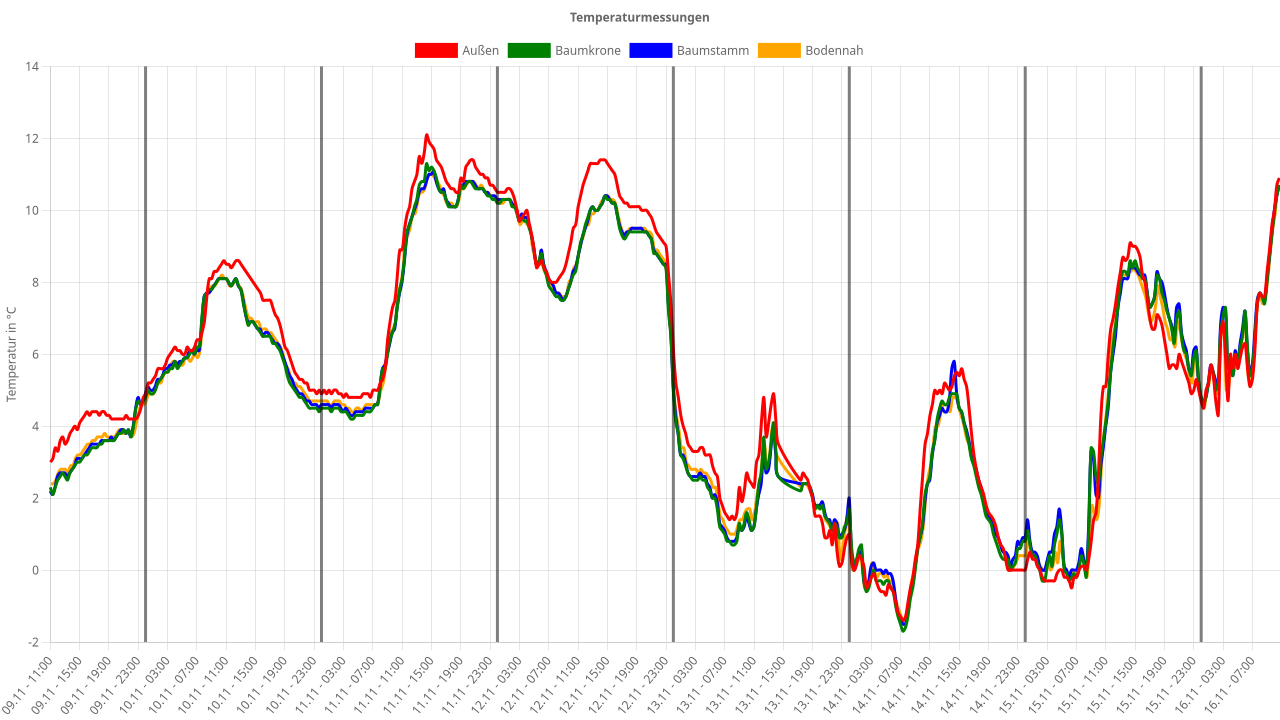 Temperaturmessungen
Außen Baumkrone Baumstamm Bodennah
Temperatur in °C
14
12
10
8
6
4
2
0
-2
09.11 - 11:00
09.11 - 15:00
09.11 - 19:00
09.11 - 23:00
10.11 - 03:00
10.11 - 07:00
10.11 - 11:00
10.11 - 15:00
10.11 - 19:00
10.11 - 23:00
11.11 - 03:00
11.11 - 07:00
11.11 - 11:00
11.11 - 15:00
11.11 - 19:00
11.11 - 23:00
12.11 - 03:00
12.11 - 07:00
12.11 - 11:00
12.11 - 15:00
12.11 - 19:00
12.11 - 23:00
13.11 - 03:00
13.11 - 07:00
13.11 - 11:00
13.11 - 15:00
13.11 - 19:00
13.11 - 23:00
14.11 - 03:00
14.11 - 07:00
14.11 - 11:00
14.11 - 15:00
14.11 - 19:00
14.11 - 23:00
15.11 - 03:00
15.11 - 07:00
15.11 - 11:00
15.11 - 15:00
15.11 - 19:00
15.11 - 23:00
16.11 - 03:00
16.11 - 07:00